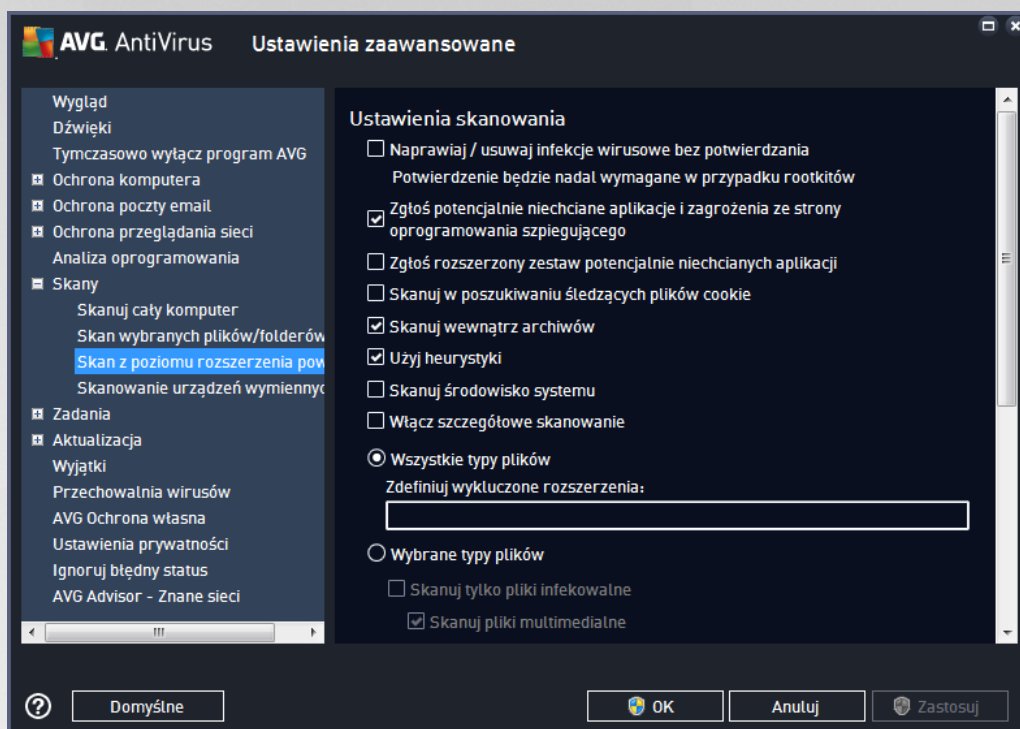 AVG. AntiVirus Ustawienia zaawansowane
Wygląd
Dźwięki
Tymczasowo wyłącz program AVG
Ochrona komputera
Ochrona poczty email
Ochrona przeglądania sieci
Analiza oprogramowania
Skany
Skanuj cały komputer
Skan wybranych plików/folderów
Skan z poziomu rozszerzenia pow
Skanowanie urządzeń wymiennyc
Zadania
Aktualizacja
Wyjątki
Przechowalnia wirusów
AVG Ochrona własna
Ustawienia prywatności
Ignoruj błędny status
AVG Advisor - Znane sieci
Ustawienia skanowania
Naprawiaj / usuwaj infekcje wirusowe bez potwierdzania
Potwierdzenie będzie nadal wymagane w przypadku rootkitów
Zgłoś potencjalnie niechciane aplikacje i zagrożenia ze strony
oprogramowania szpiegującego
Zgłoś rozszerzony zestaw potencjalnie niechcianych aplikacji
Skanuj w poszukiwaniu śledzących plików cookie
Skanuj wewnątrz archiwów
Użyj heurystyki
Skanuj środowisko systemu
Włącz szczegółowe skanowanie
Wszystkie typy plików
Zdefiniuj wykluczone rozszerzenia:
Wybrane typy plików
Skanuj tylko pliki infekowalne
Skanuj pliki multimedialne
? Domyślne OK Anuluj Zastosuj